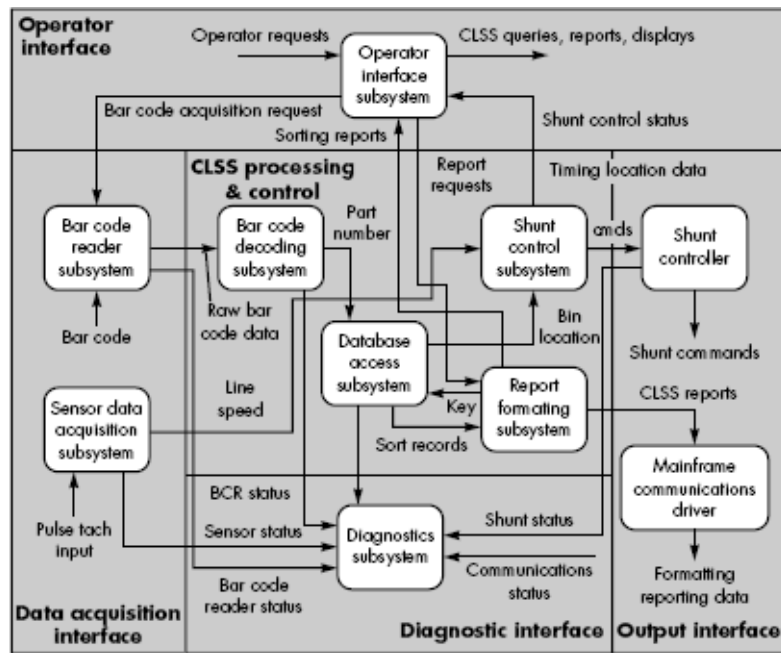 Operator
interface
Operator requests
Operator
interface
subsystem
CLSS queries, reports, displays
Bar code acquisition request
Sorting reports
Shunt control status
CLSS processing
& control
Report
requests
Timing location data
Bar code
reader
subsystem
Bar code
decoding
subsystem
Part
number
Shunt
control
subsystem
cmds
Shunt
controller
Raw bar
code data
Bar code
Database
access
subsystem
Bin
location
Shunt commands
Line
speed
Sensor data
acquisition
subsystem
Key
Report
formating
subsystem
CLSS reports
Sort records
Mainframe
communications
driver
BCR status
Pulse tach
input
Sensor status
Diagnostics
subsystem
Shunt status
Communications
status
Bar code
reader status
Formatting
reporting data
Data acquisition
interface
Diagnostic interface
Output interface